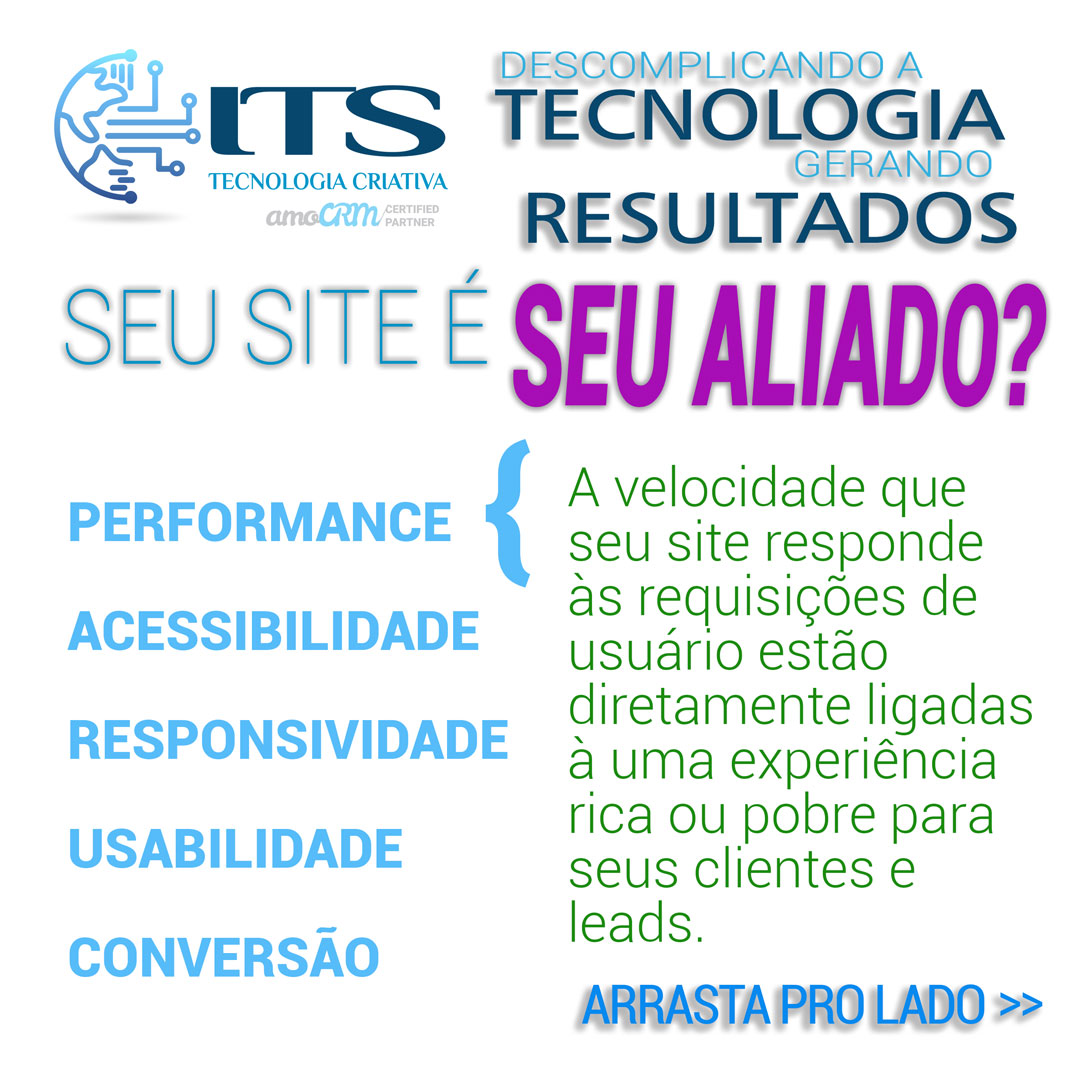 ITS
TECNOLOGIA CRIATIVA
amoCRM CERTIFIED
PARTNER
DESCOMPLICANDO A
TECNOLOGIA
GERANDO
RESULTADOS
SEU SITE É SEU ALIADO?
PERFORMANCE {
ACESSIBILIDADE
RESPONSIVIDADE
USABILIDADE
CONVERSÃO
A velocidade que
seu site responde
às requisições de
usuário estão
diretamente ligadas
à uma experiência
rica ou pobre para
seus clientes e
leads.
ARRASTA PRO LADO >>